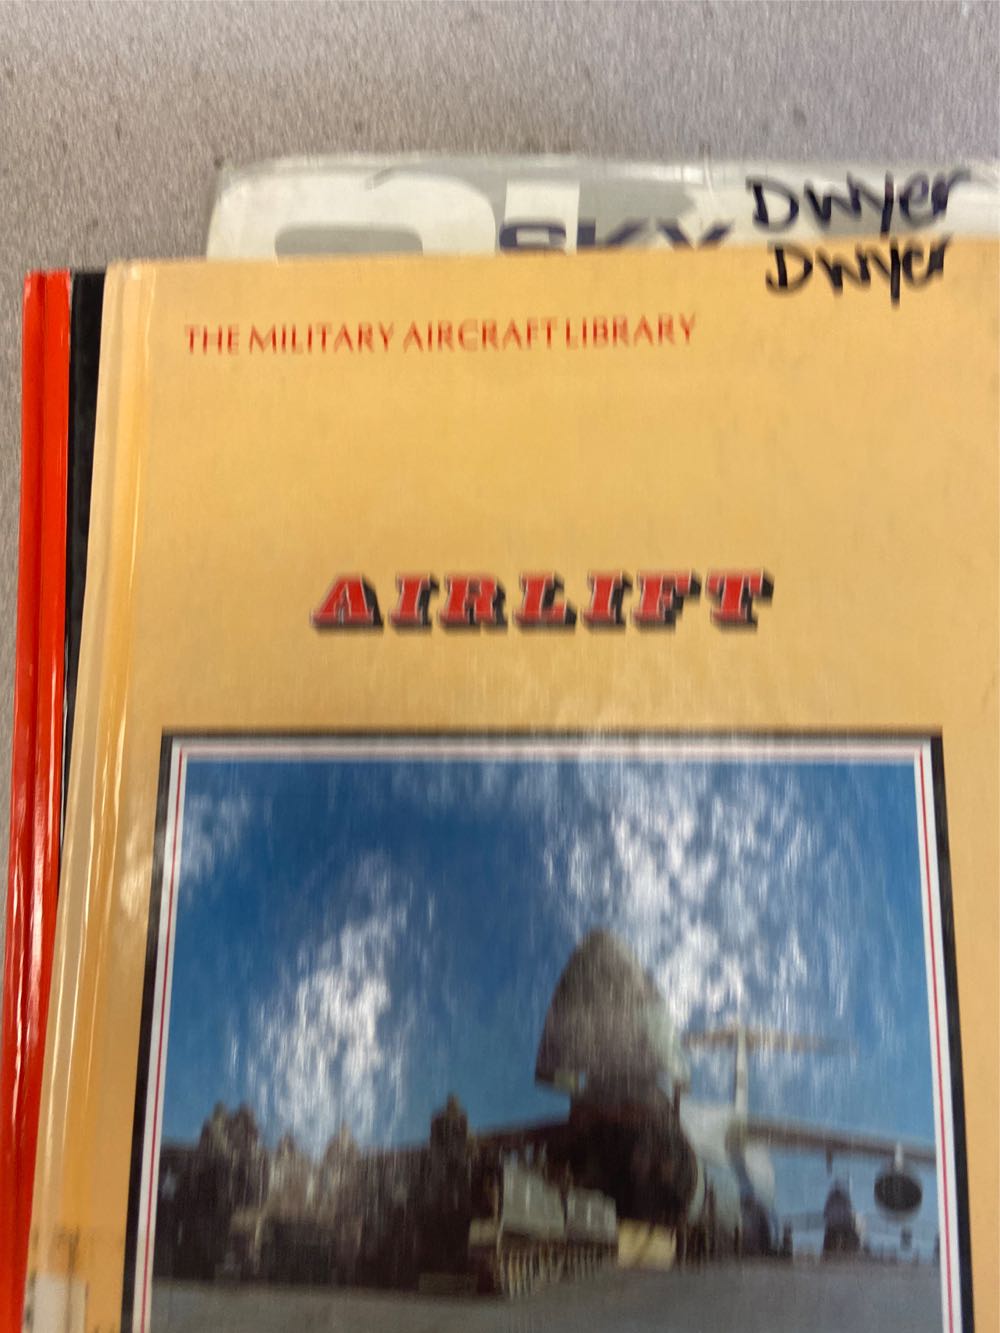 SKY
Dwyer
Dwyer
THE MILITARY AIRCRAFT LIBRARY
AIRLIFT